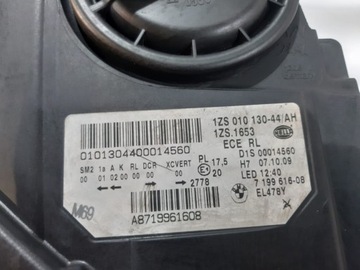 1ZS 010 130-44/AH
1ZS.1653
HELLA
ECE RL
0101304400014560
D1S 00014560
SM2 1a A K RL DCR XCVERT PL 17,5
H7 07.10.09
00 01 02 00 00 00 00
E1 20
LED 12:40
2778
7 199 616-08
M69
A8719961608
EL478Y